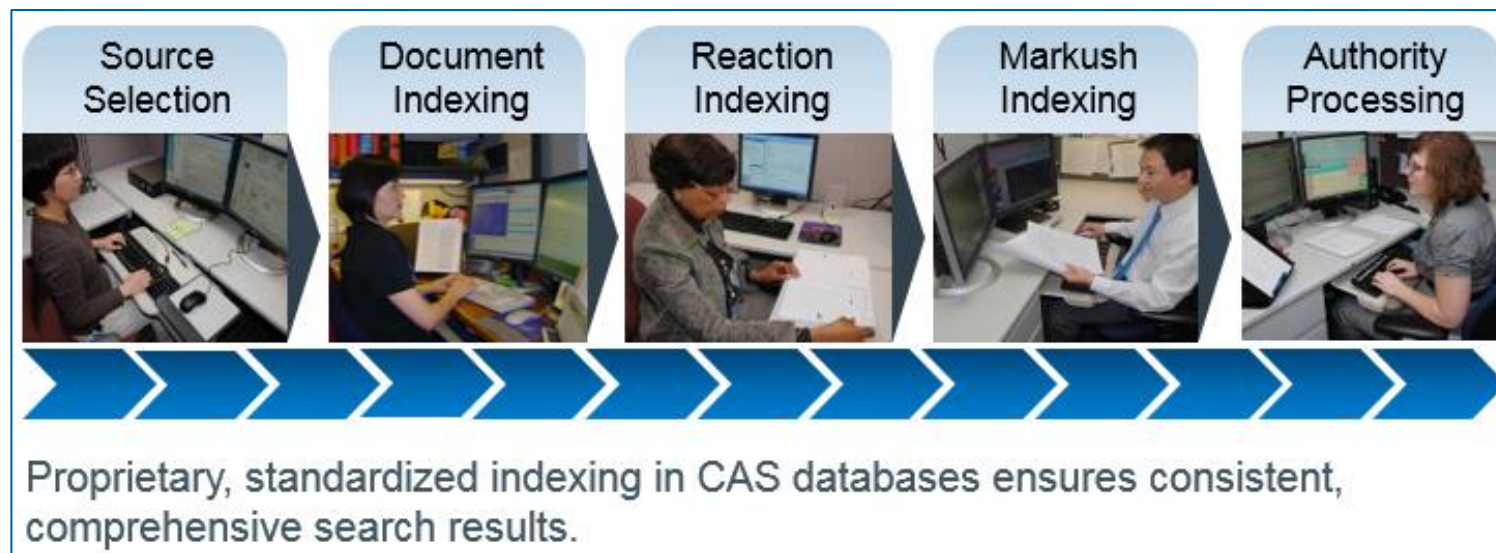 Source
Selection
Document
Indexing
Reaction
Indexing
Markush
Indexing
Authority
Processing
Proprietary, standardized indexing in CAS databases ensures consistent,
comprehensive search results.